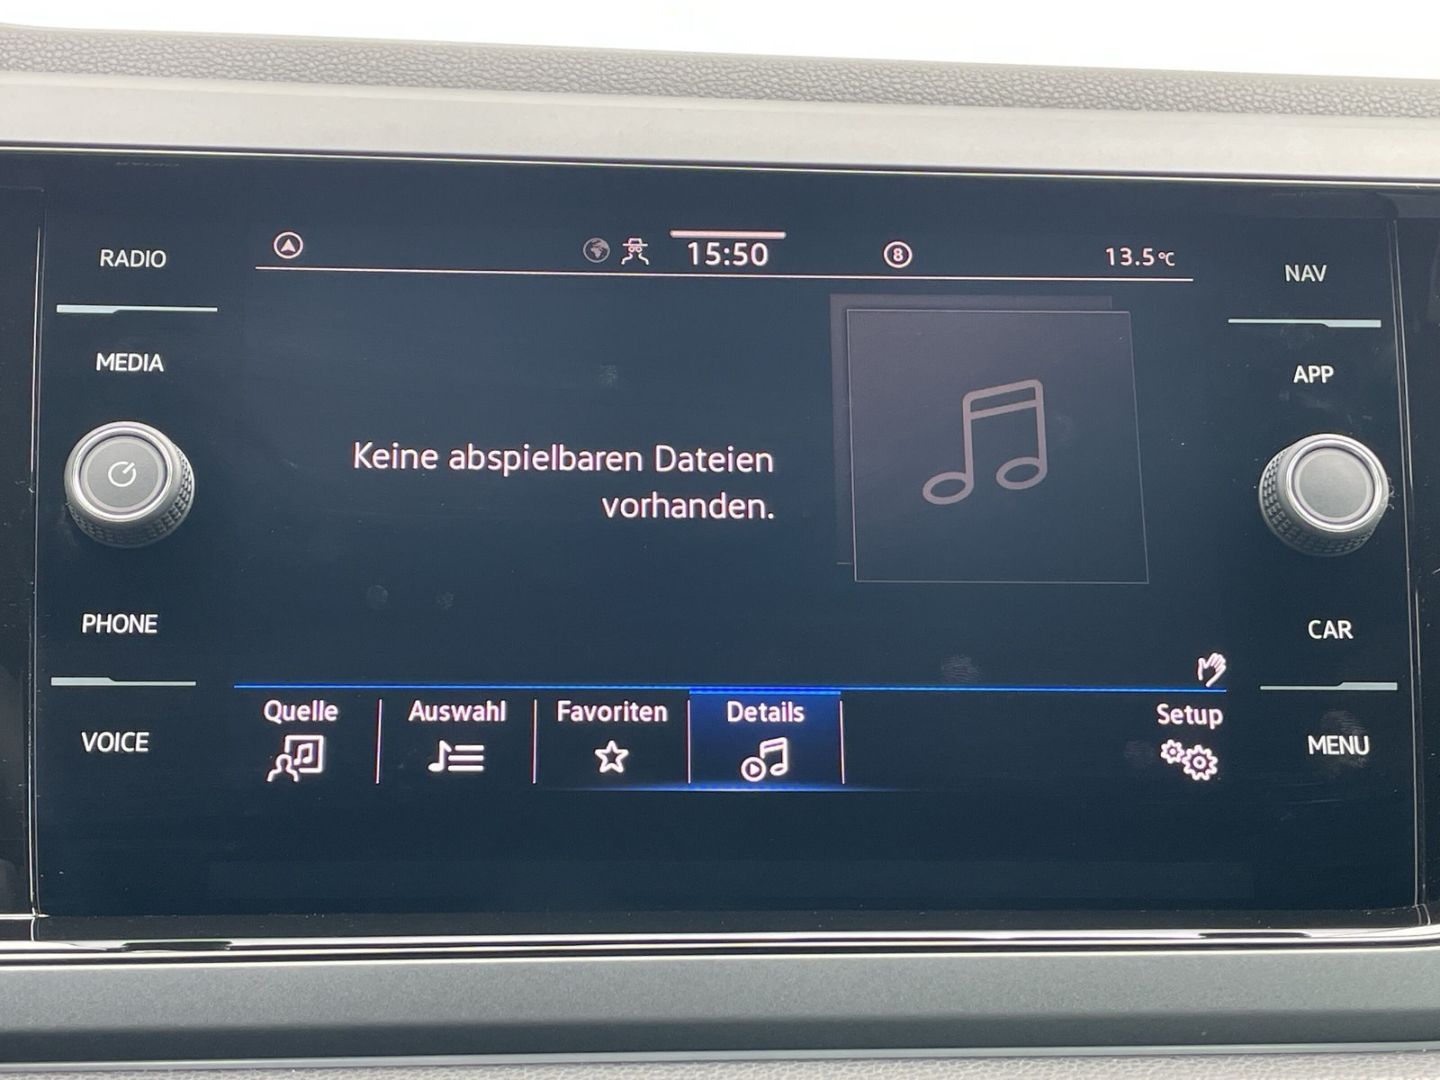 RADIO
15:50
8
13.5°C
NAV
MEDIA
APP
Keine abspielbaren Dateien
vorhanden.
PHONE
CAR
Quelle
Auswahl
Favoriten
Details
Setup
VOICE
MENU